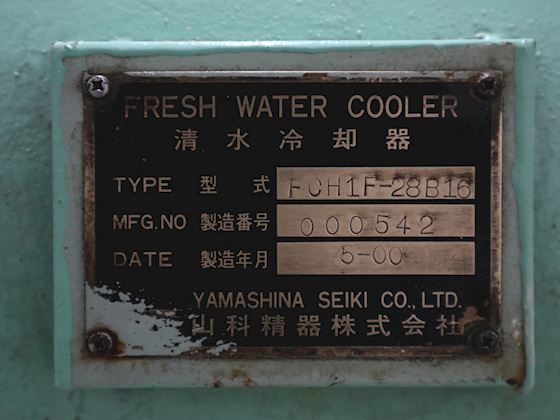 FRESH WATER COOLER
清水冷却器
TYPE 型式 FCH1F-28B16
MFG.NO 製造番号 000542
DATE 製造年月 5-00
YAMASHINA SEIKI CO., LTD.
山科精器株式会社